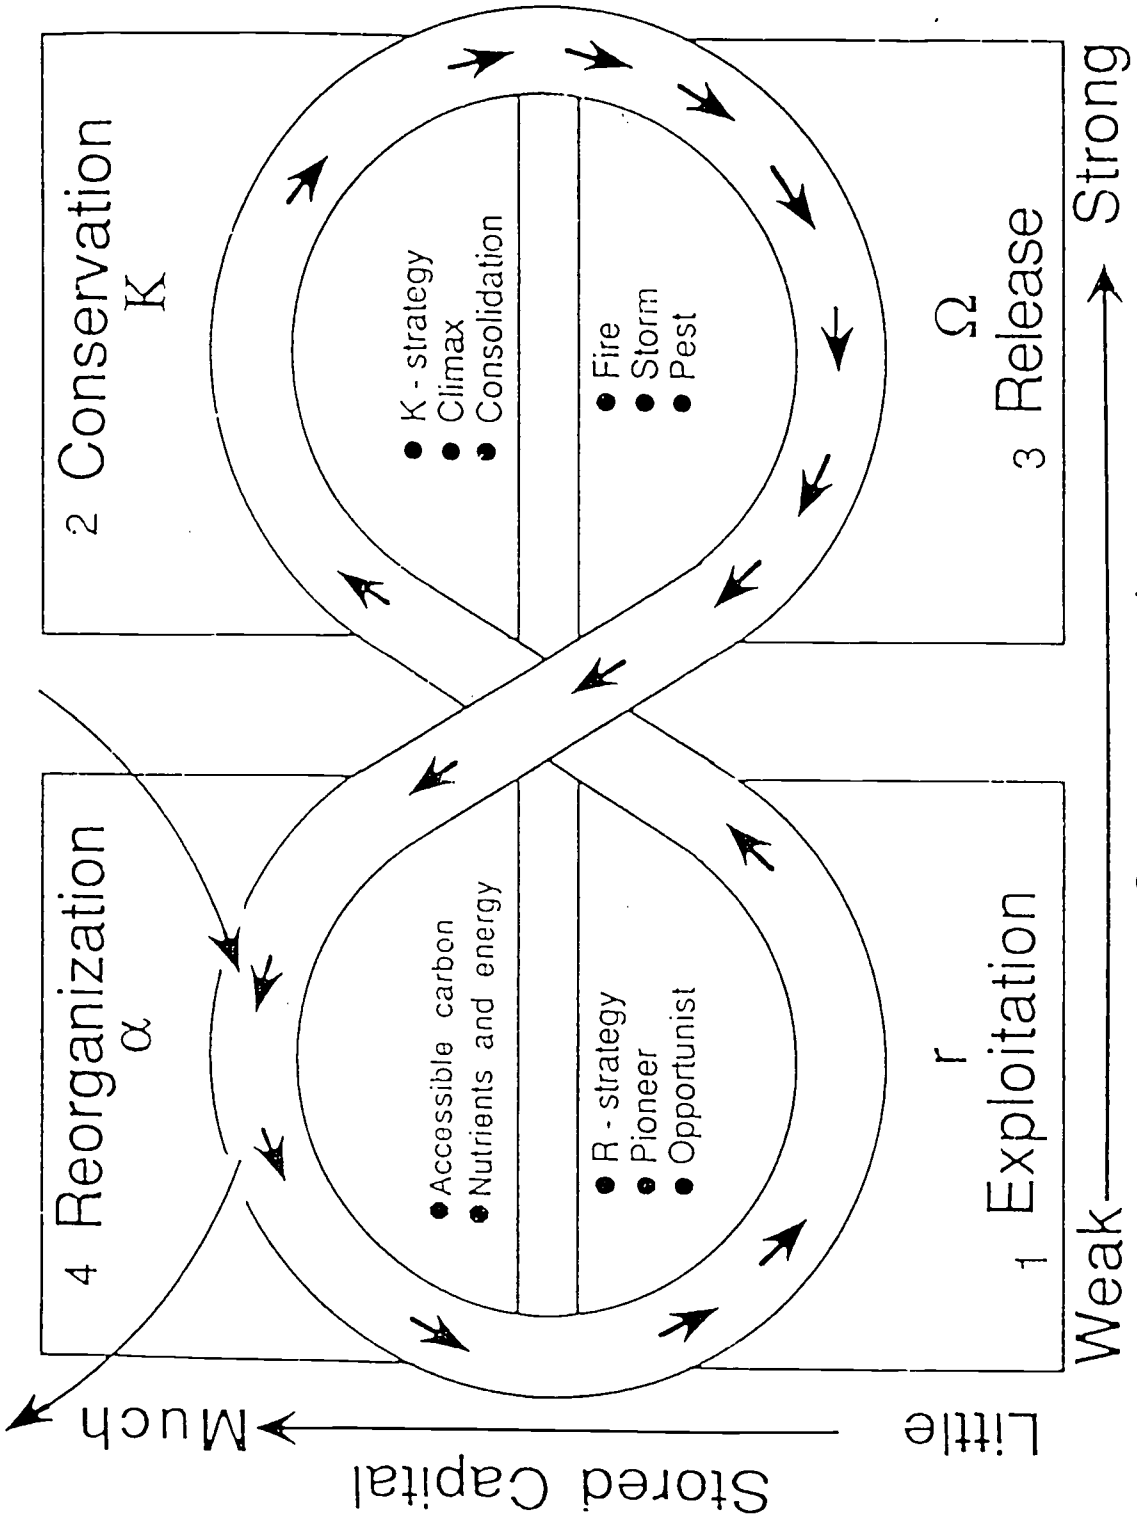 4 Reorganization
α
2 Conservation
K
● Accessible carbon
● Nutrients and energy
● K - strategy
● Climax
● Consolidation
● R - strategy
● Pioneer
● Opportunist
● Fire
● Storm
● Pest
r
1 Exploitation
Ω
3 Release
Stored Capital
Much
Little
Weak
Strong